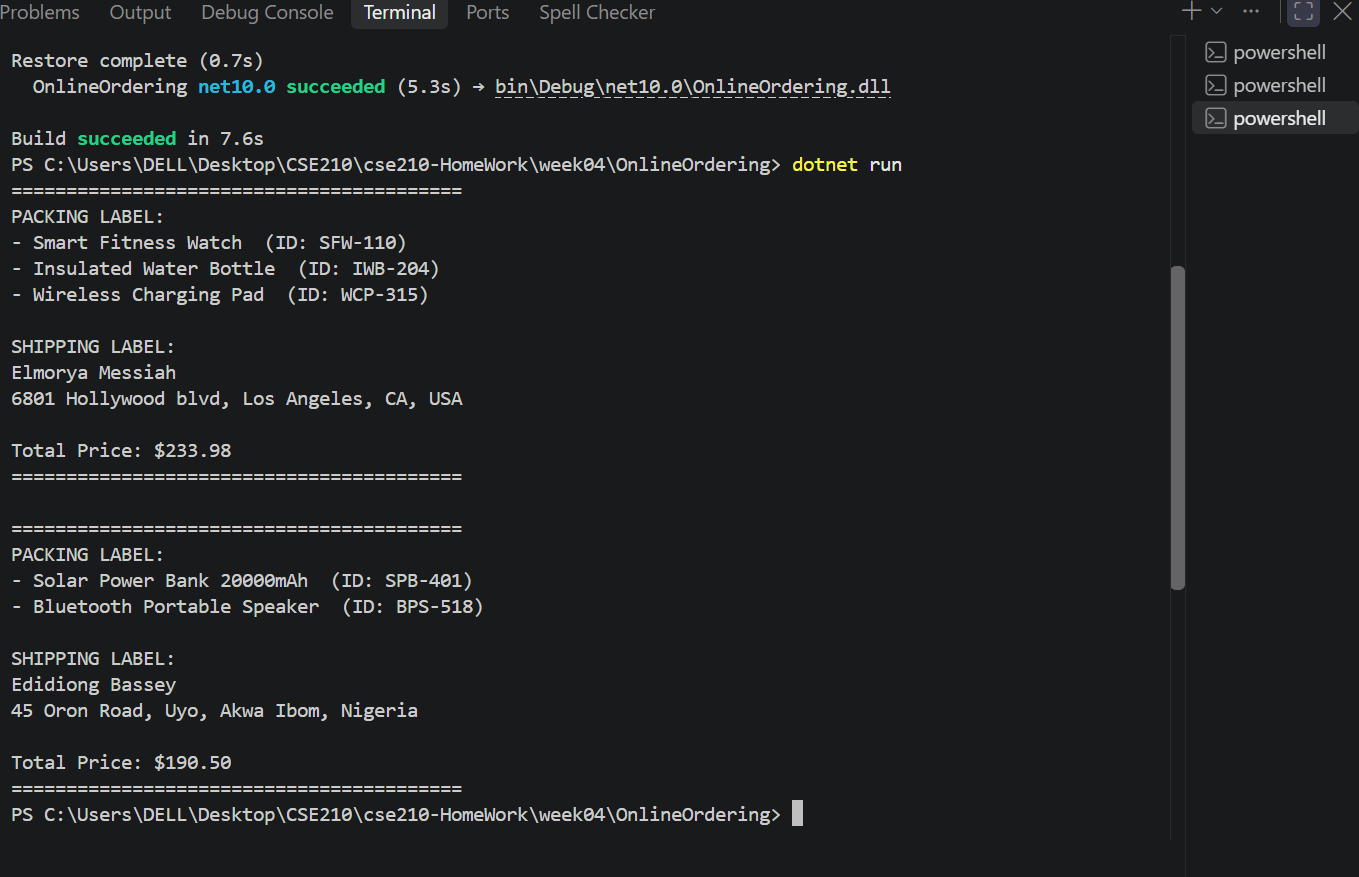 Problems Output Debug Console Terminal Ports Spell Checker
powershell
powershell
powershell
Restore complete (0.7s)
  OnlineOrdering net10.0 succeeded (5.3s) → bin\Debug\net10.0\OnlineOrdering.dll
Build succeeded in 7.6s
PS C:\Users\DELL\Desktop\CSE210\cse210-HomeWork\week04\OnlineOrdering> dotnet run
=========================================
PACKING LABEL:
- Smart Fitness Watch  (ID: SFW-110)
- Insulated Water Bottle  (ID: IWB-204)
- Wireless Charging Pad  (ID: WCP-315)
SHIPPING LABEL:
Elmorya Messiah
6801 Hollywood blvd, Los Angeles, CA, USA
Total Price: $233.98
=========================================
=========================================
PACKING LABEL:
- Solar Power Bank 20000mAh  (ID: SPB-401)
- Bluetooth Portable Speaker  (ID: BPS-518)
SHIPPING LABEL:
Edidiong Bassey
45 Oron Road, Uyo, Akwa Ibom, Nigeria
Total Price: $190.50
=========================================
PS C:\Users\DELL\Desktop\CSE210\cse210-HomeWork\week04\OnlineOrdering>